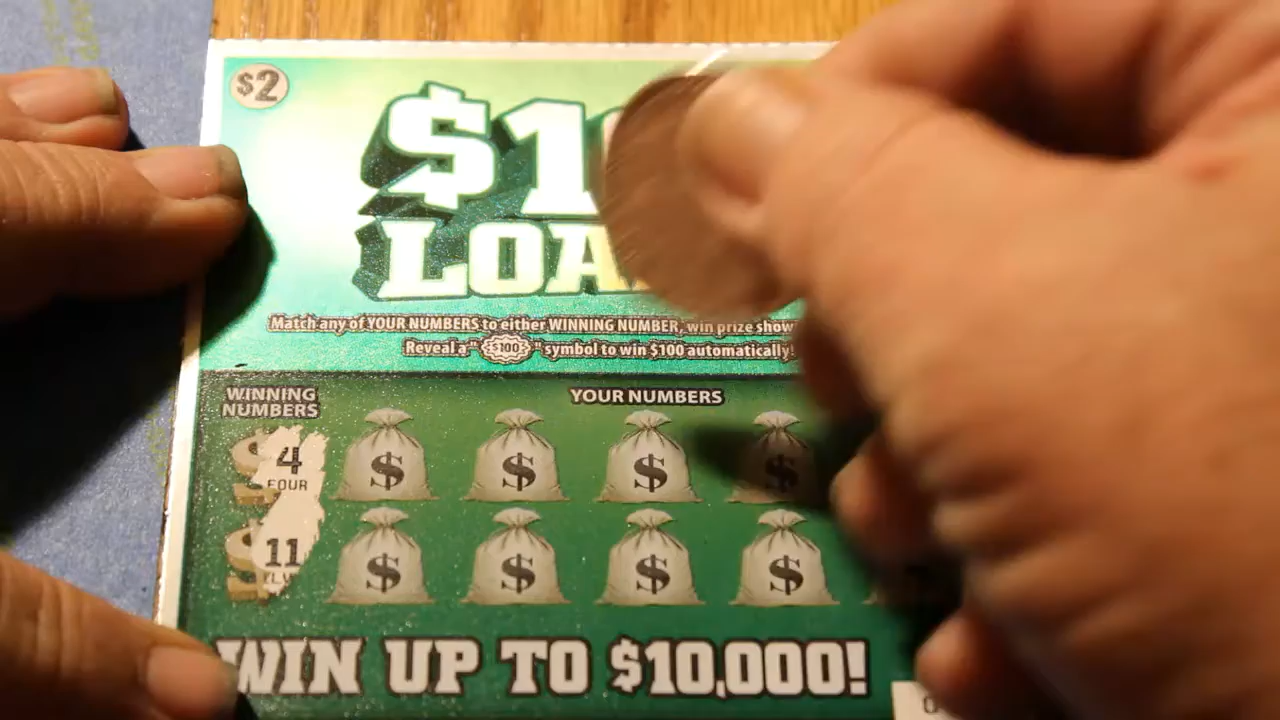 $2
$1
LOA
Match any of YOUR NUMBERS to either WINNING NUMBER, win prize show
Reveal a "$100" symbol to win $100 automatically!
WINNING
NUMBERS
YOUR NUMBERS
4
FOUR
$ $ $ $
11
$ $ $ $
WIN UP TO $10,000!